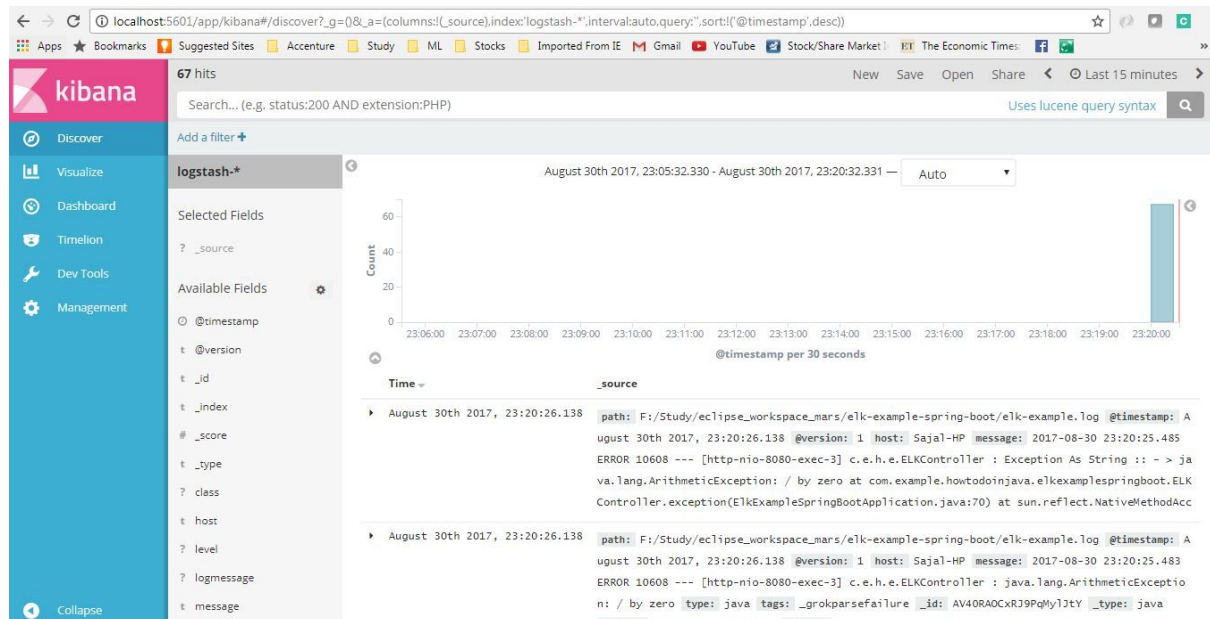 localhost:5601/app/kibana#/discover?_g=()&_a=(columns:!(_source),index:'logstash-*',interval:auto,query:'',sort:!('@timestamp',desc))
Apps Bookmarks Suggested Sites Accenture Study ML Stocks Imported From IE Gmail YouTube Stock/Share Market The Economic Times: »
kibana
Discover
Visualize
Dashboard
Timelion
Dev Tools
Management
Collapse
67 hits
New Save Open Share Last 15 minutes
Search... (e.g. status:200 AND extension:PHP)
Uses lucene query syntax
Add a filter +
logstash-*
Selected Fields
? _source
Available Fields
@timestamp
t @version
t _id
t _index
# _score
t _type
? class
t host
? level
? logmessage
t message
August 30th 2017, 23:05:32.330 - August 30th 2017, 23:20:32.331 — Auto
Count
60
40
20
0
23:06:00 23:07:00 23:08:00 23:09:00 23:10:00 23:11:00 23:12:00 23:13:00 23:14:00 23:15:00 23:16:00 23:17:00 23:18:00 23:19:00 23:20:00
@timestamp per 30 seconds
Time _source
August 30th 2017, 23:20:26.138 path: F:/Study/eclipse_workspace_mars/elk-example-spring-boot/elk-example.log @timestamp: A
ugust 30th 2017, 23:20:26.138 @version: 1 host: Sajal-HP message: 2017-08-30 23:20:25.485
ERROR 10608 --- [http-nio-8080-exec-3] c.e.h.e.ELKController : Exception As String :: - > ja
va.lang.ArithmeticException: / by zero at com.example.howtodoinjava.elkexamplespringboot.ELK
Controller.exception(ElkExampleSpringBootApplication.java:70) at sun.reflect.NativeMethodAcc
August 30th 2017, 23:20:26.138 path: F:/Study/eclipse_workspace_mars/elk-example-spring-boot/elk-example.log @timestamp: A
ugust 30th 2017, 23:20:26.138 @version: 1 host: Sajal-HP message: 2017-08-30 23:20:25.483
ERROR 10608 --- [http-nio-8080-exec-3] c.e.h.e.ELKController : java.lang.ArithmeticExceptio
n: / by zero type: java tags: _grokparsefailure _id: AV40RAOCxRJ9PqMylJtY _type: java